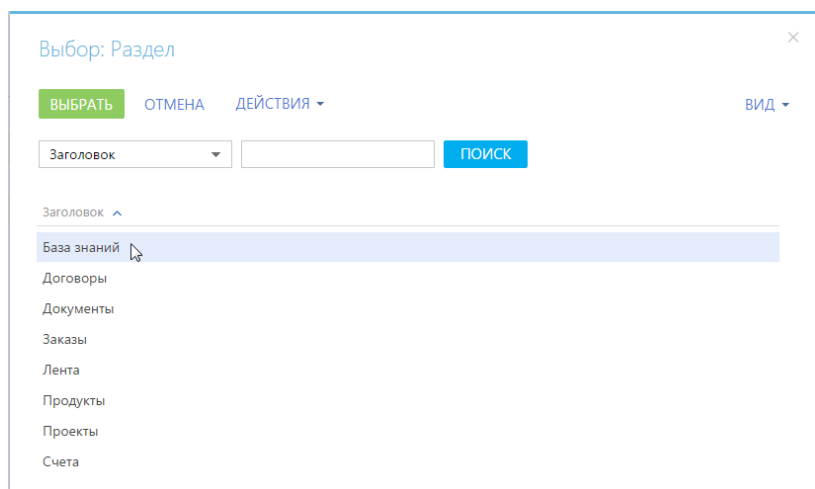 Выбор: Раздел
ВЫБРАТЬ ОТМЕНА ДЕЙСТВИЯ ВИД
Заголовок ПОИСК
Заголовок
База знаний
Договоры
Документы
Заказы
Лента
Продукты
Проекты
Счета